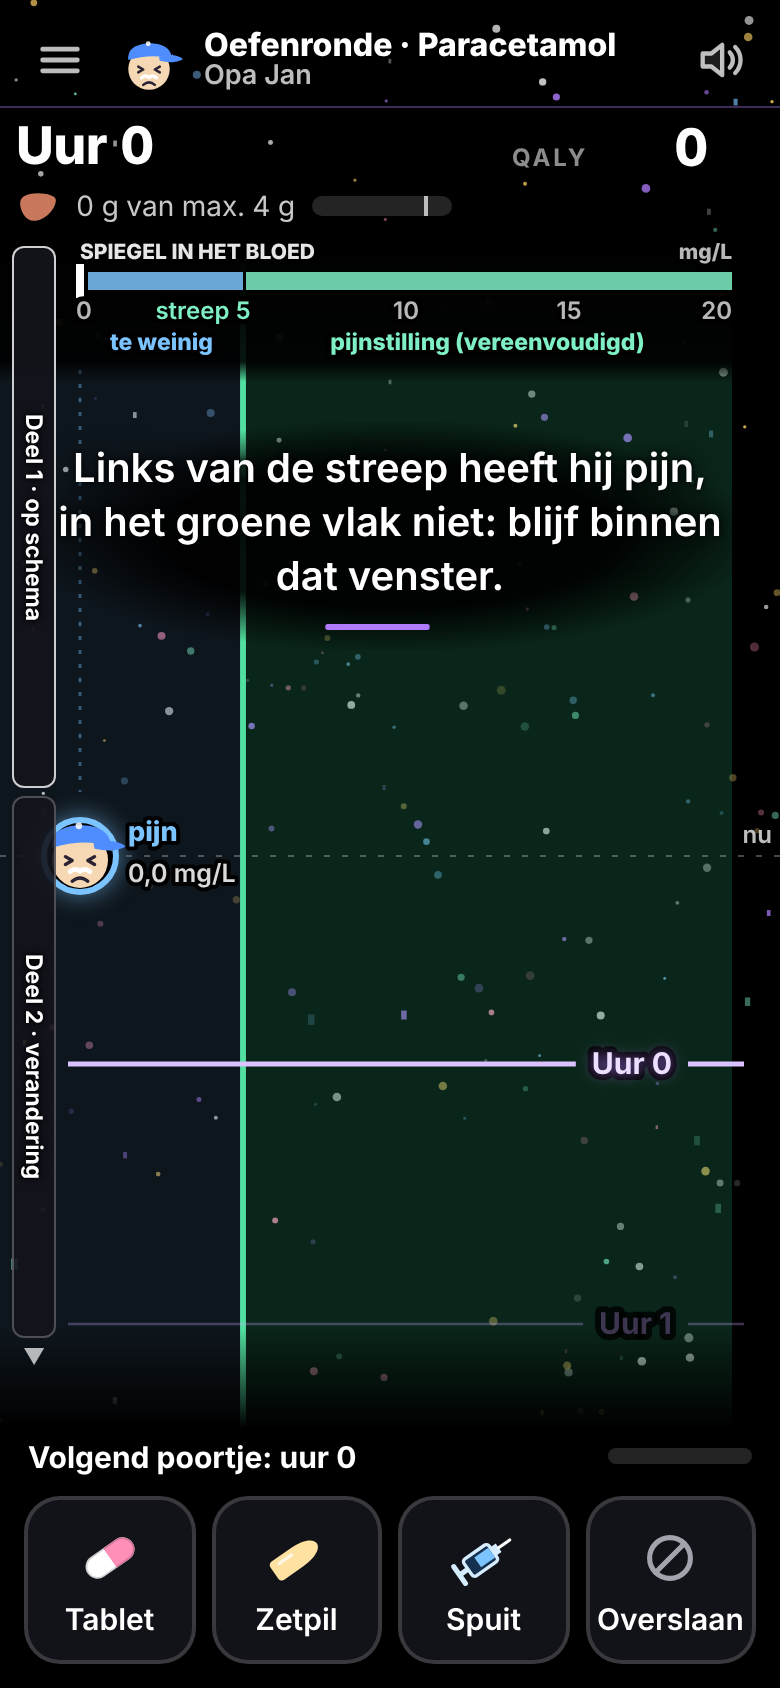 Oefenronde · Paracetamol
Opa Jan
Uur 0
QALY 0
0 g van max. 4 g
SPIEGEL IN HET BLOED mg/L
0 streep 5 10 15 20
te weinig pijnstilling (vereenvoudigd)
Deel 1 · op schema
Links van de streep heeft hij pijn,
in het groene vlak niet: blijf binnen
dat venster.
pijn
0,0 mg/L
nu
Deel 2 · verandering
Uur 0
Uur 1
Volgend poortje: uur 0
Tablet Zetpil Spuit Overslaan